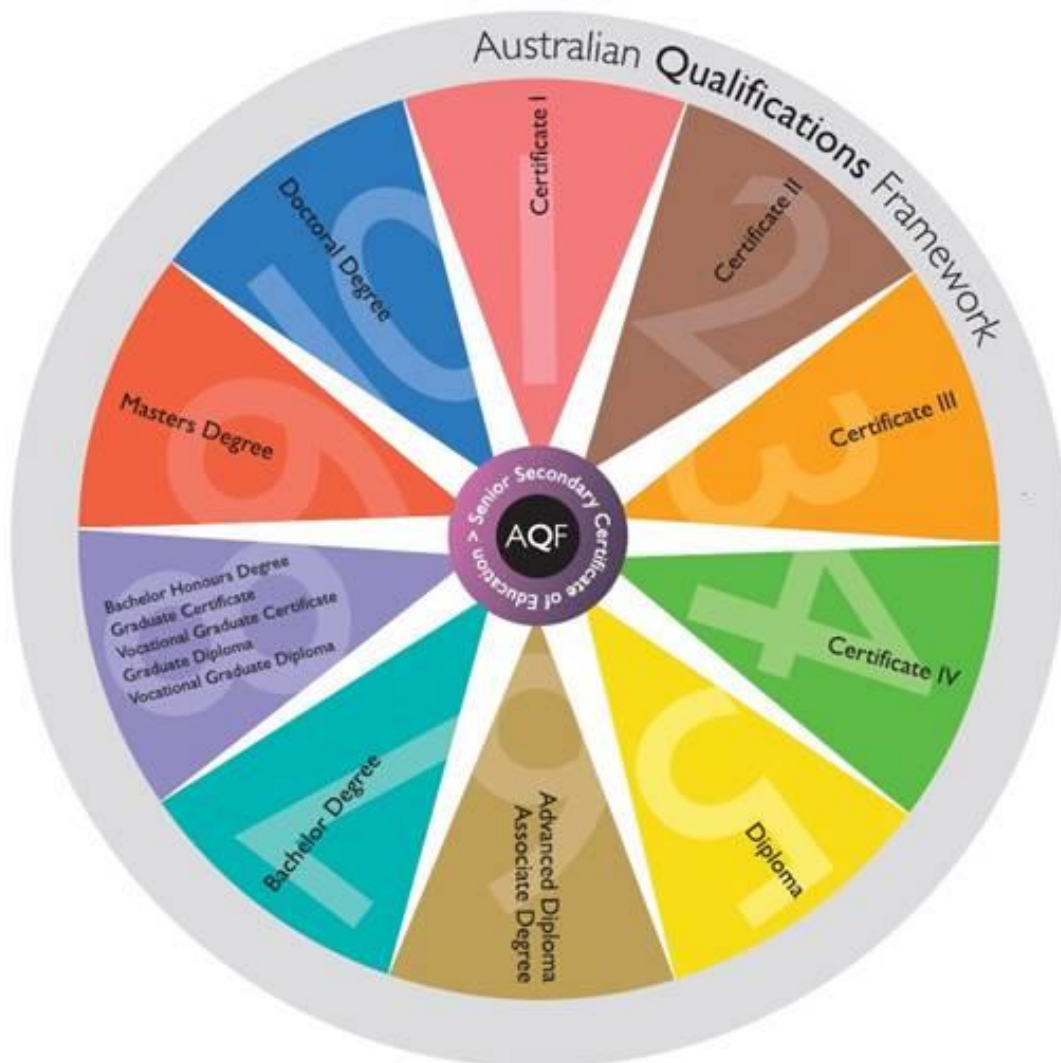 Australian Qualifications Framework
1
Certificate I
2
Certificate II
3
Certificate III
4
Certificate IV
5
Diploma
6
Advanced Diploma
Associate Degree
7
Bachelor Degree
8
Bachelor Honours Degree
Graduate Certificate
Vocational Graduate Certificate
Graduate Diploma
Vocational Graduate Diploma
9
Masters Degree
10
Doctoral Degree
Senior Secondary Certificate of Education >
AQF